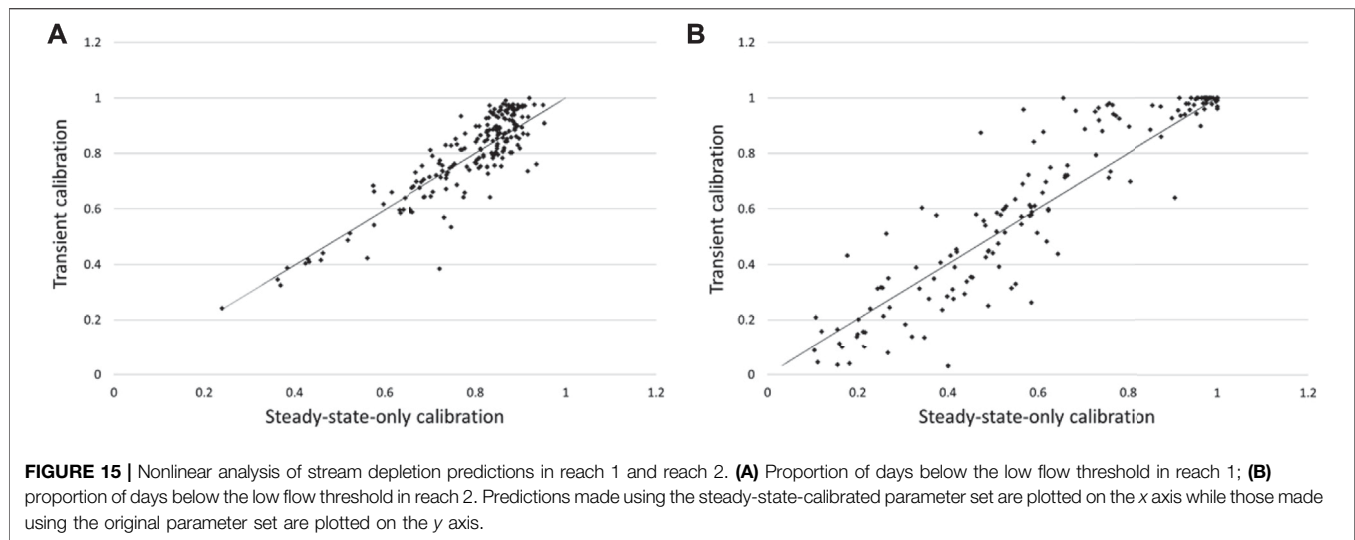 A
1.2
1
0.8
0.6
0.4
0.2
0
Transient calibration
0 0.2 0.4 0.6 0.8 1 1.2
Steady-state-only calibration
B
1.2
1
0.8
0.6
0.4
0.2
0
Transient calibration
0 0.2 0.4 0.6 0.8 1 1.2
Steady-state-only calibration
FIGURE 15 | Nonlinear analysis of stream depletion predictions in reach 1 and reach 2. (A) Proportion of days below the low flow threshold in reach 1; (B)
proportion of days below the low flow threshold in reach 2. Predictions made using the steady-state-calibrated parameter set are plotted on the x axis while those made
using the original parameter set are plotted on the y axis.